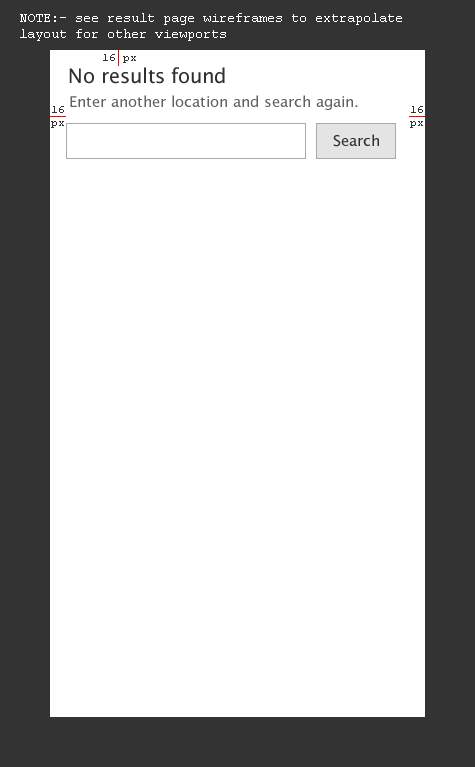 NOTE:- see result page wireframes to extrapolate
layout for other viewports
16 px
No results found
Enter another location and search again.
16
px
16
px
Search